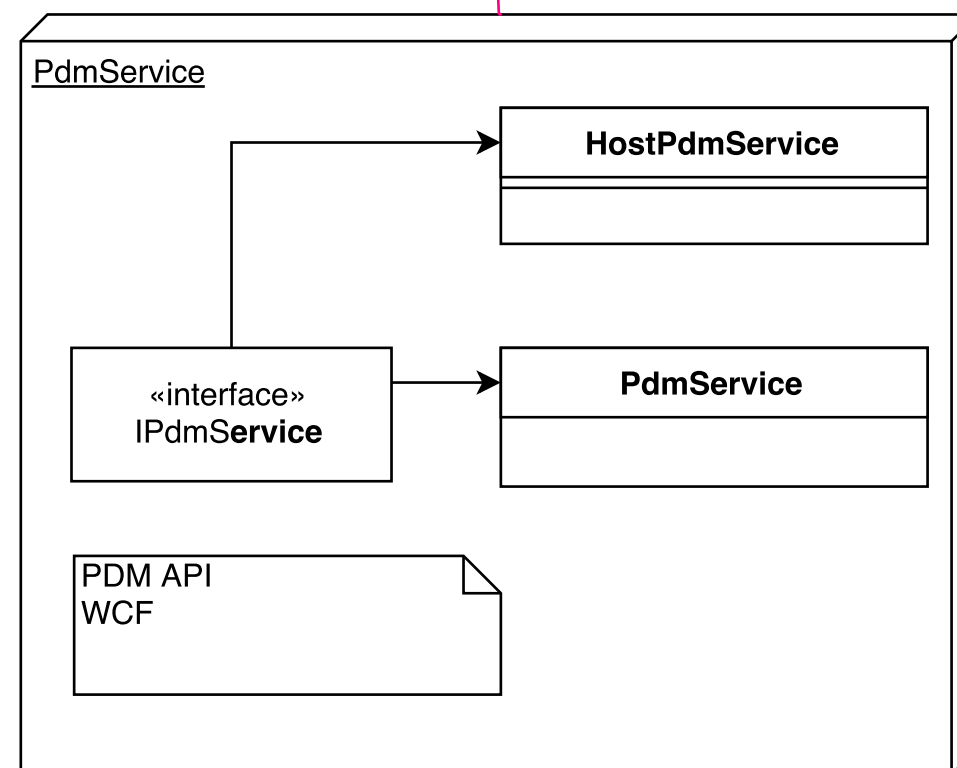 PdmService
HostPdmService
«interface»
IPdmService
PdmService
PDM API
WCF